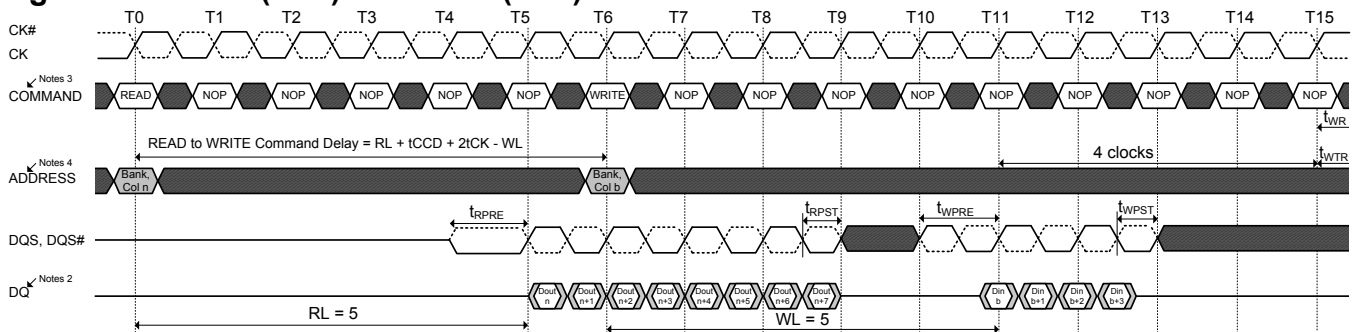 T0 T1 T2 T3 T4 T5 T6 T7 T8 T9 T10 T11 T12 T13 T14 T15
CK#
CK
Notes 3
COMMAND READ NOP NOP NOP NOP NOP WRITE NOP NOP NOP NOP NOP NOP NOP NOP NOP
tWR
READ to WRITE Command Delay = RL + tCCD + 2tCK - WL
4 clocks
tWTR
Notes 4
ADDRESS
Bank, Col n
Bank, Col b
tRPRE tRPST tWPRE tWPST
DQS, DQS#
Notes 2
DQ
Dout n
Dout n+1
Dout n+2
Dout n+3
Dout n+4
Dout n+5
Dout n+6
Dout n+7
Din b
Din b+1
Din b+2
Din b+3
RL = 5 WL = 5